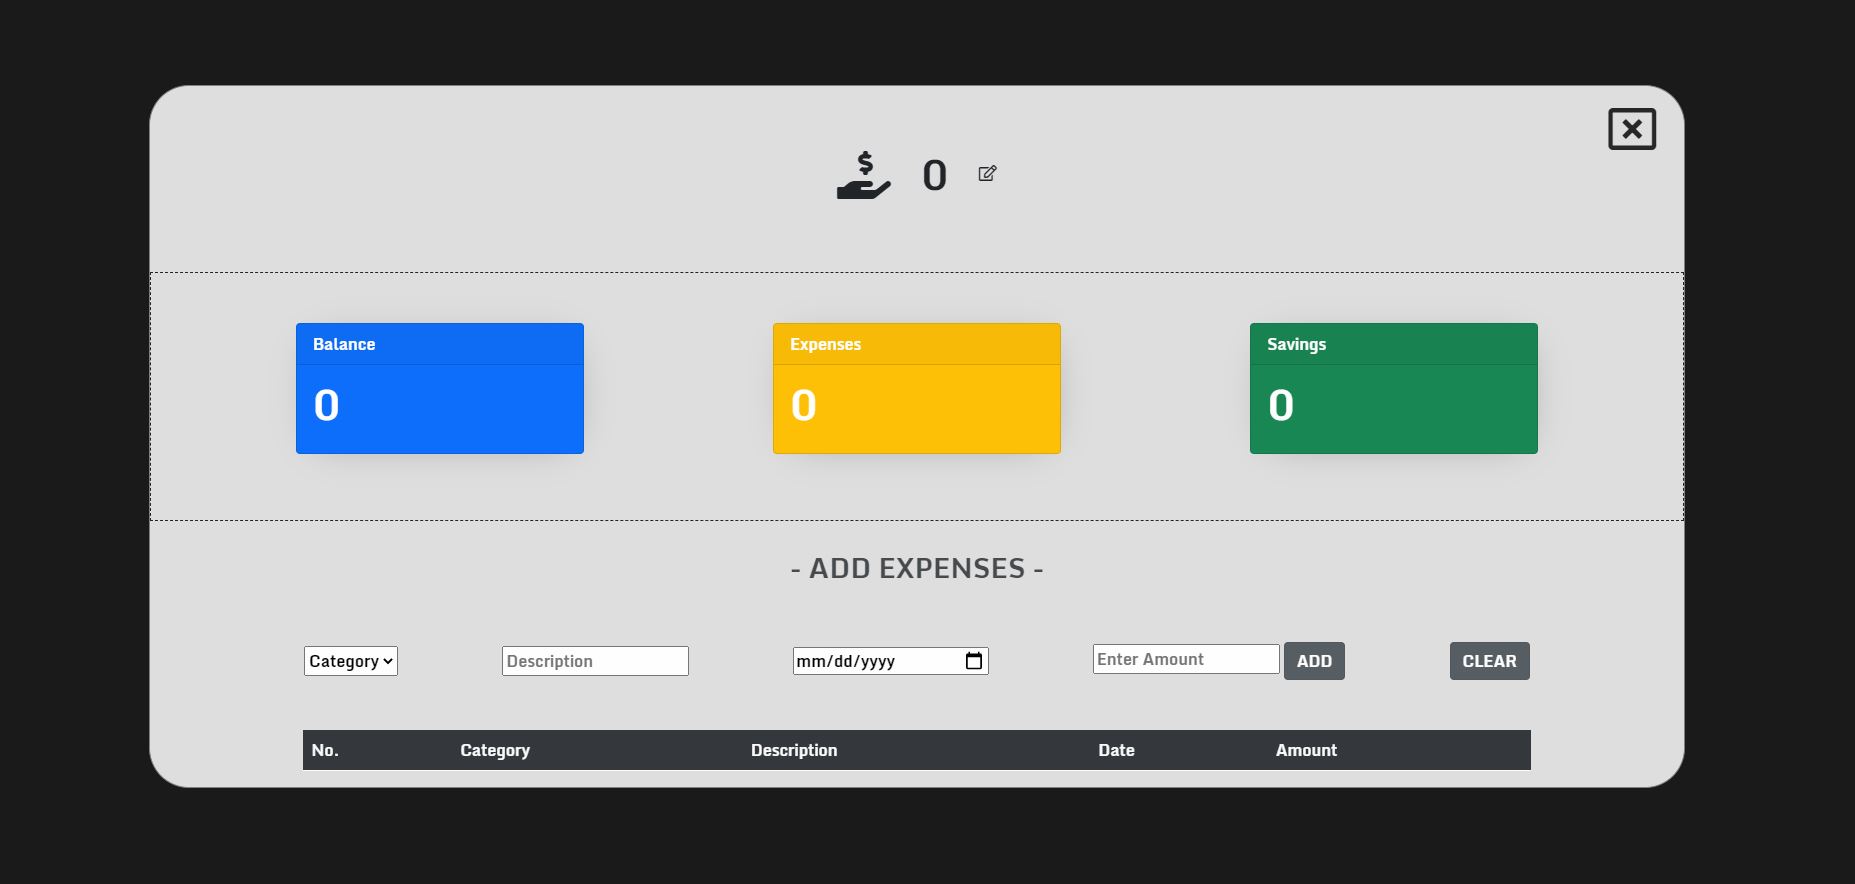 $ 0
Balance
0
Expenses
0
Savings
0
- ADD EXPENSES -
Category Description mm/dd/yyyy Enter Amount ADD CLEAR
No. Category Description Date Amount